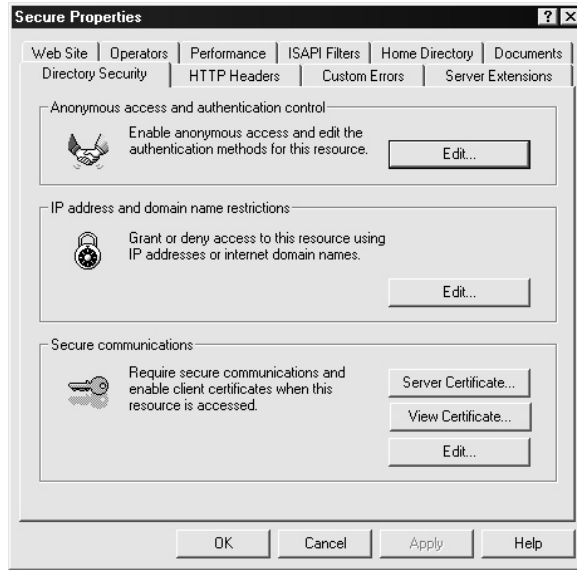 Secure Properties
Web Site Operators Performance ISAPI Filters Home Directory Documents
Directory Security HTTP Headers Custom Errors Server Extensions
Anonymous access and authentication control
Enable anonymous access and edit the
authentication methods for this resource.
Edit...
IP address and domain name restrictions
Grant or deny access to this resource using
IP addresses or internet domain names.
Edit...
Secure communications
Require secure communications and
enable client certificates when this
resource is accessed.
Server Certificate...
View Certificate...
Edit...
OK Cancel Apply Help